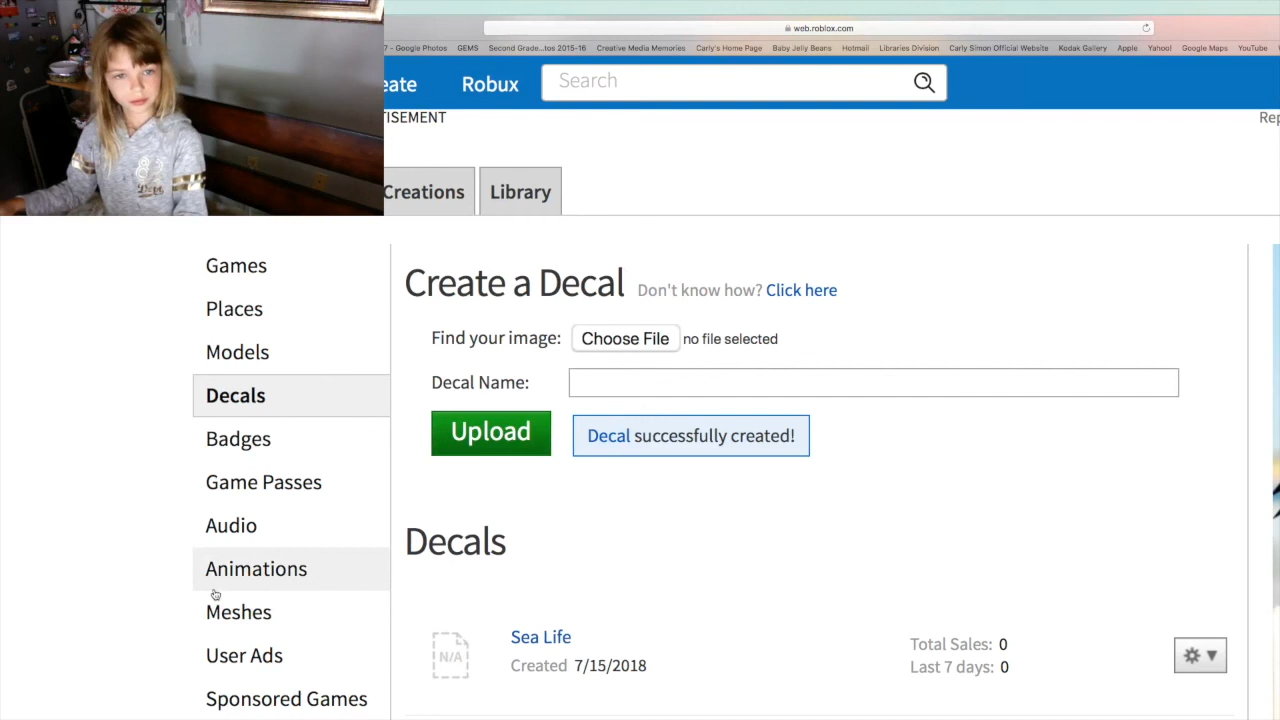 web.roblox.com
7 - Google Photos GEMS Second Grade...tos 2015-16 Creative Media Memories Carly's Home Page Baby Jelly Beans Hotmail Libraries Division Carly Simon Official Website Kodak Gallery Apple Yahoo! Google Maps YouTube
eate Robux Search
TISEMENT Rep
Creations Library
Games
Places
Models
Decals
Badges
Game Passes
Audio
Animations
Meshes
User Ads
Sponsored Games
Create a Decal Don't know how? Click here
Find your image: Choose File no file selected
Decal Name:
Upload Decal successfully created!
Decals
N/A
Sea Life
Created 7/15/2018
Total Sales: 0
Last 7 days: 0